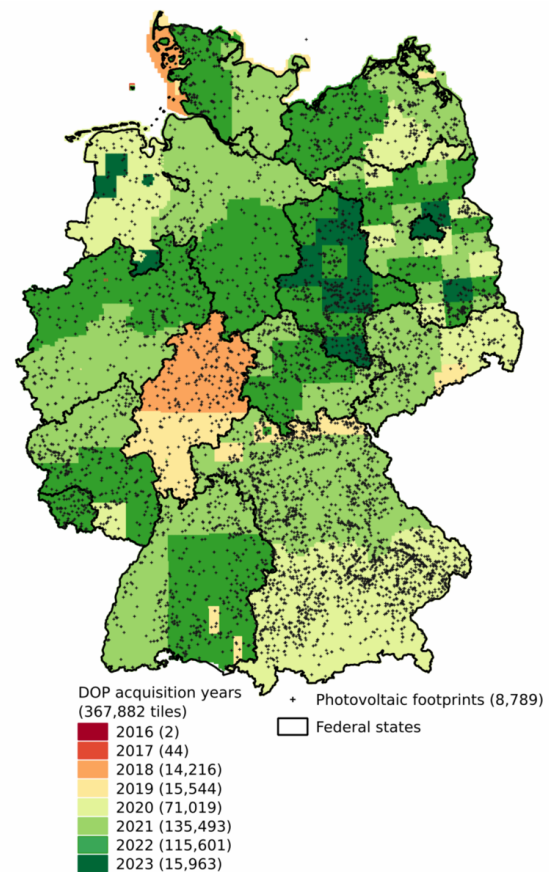 DOP acquisition years
(367,882 tiles)
2016 (2)
2017 (44)
2018 (14,216)
2019 (15,544)
2020 (71,019)
2021 (135,493)
2022 (115,601)
2023 (15,963)
Photovoltaic footprints (8,789)
Federal states